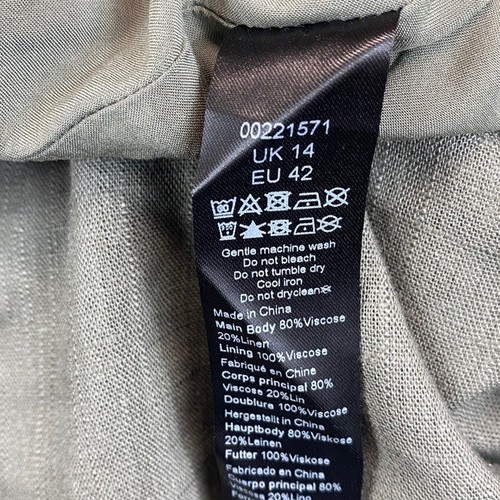 00221571
UK 14
EU 42
Gentle machine wash
Do not bleach
Do not tumble dry
Cool iron
Do not dryclean
Made in China
Main Body 80%Viscose
20%Linen
Lining 100%Viscose
Fabriqué en Chine
Corps principal 80%
Viscose 20%Lin
Doublure 100%Viscose
Hergestellt in China
Hauptbody 80%Viskose
20%Leinen
Futter 100%Viskose
Fabricado en China
20%Lino